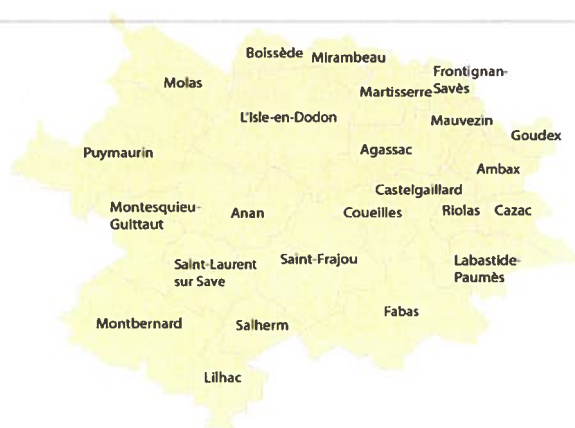 Boissède
Mirambeau
Molas
Frontignan-
Savès
Martisserre
L'Isle-en-Dodon
Mauvezin
Goudex
Puymaurin
Agassac
Ambax
Castelgaillard
Montesquieu-
Guittaut
Anan
Coueilles
Riolas
Cazac
Saint-Laurent
sur Save
Saint-Frajou
Labastide-
Paumès
Fabas
Montbernard
Salherm
Lilhac